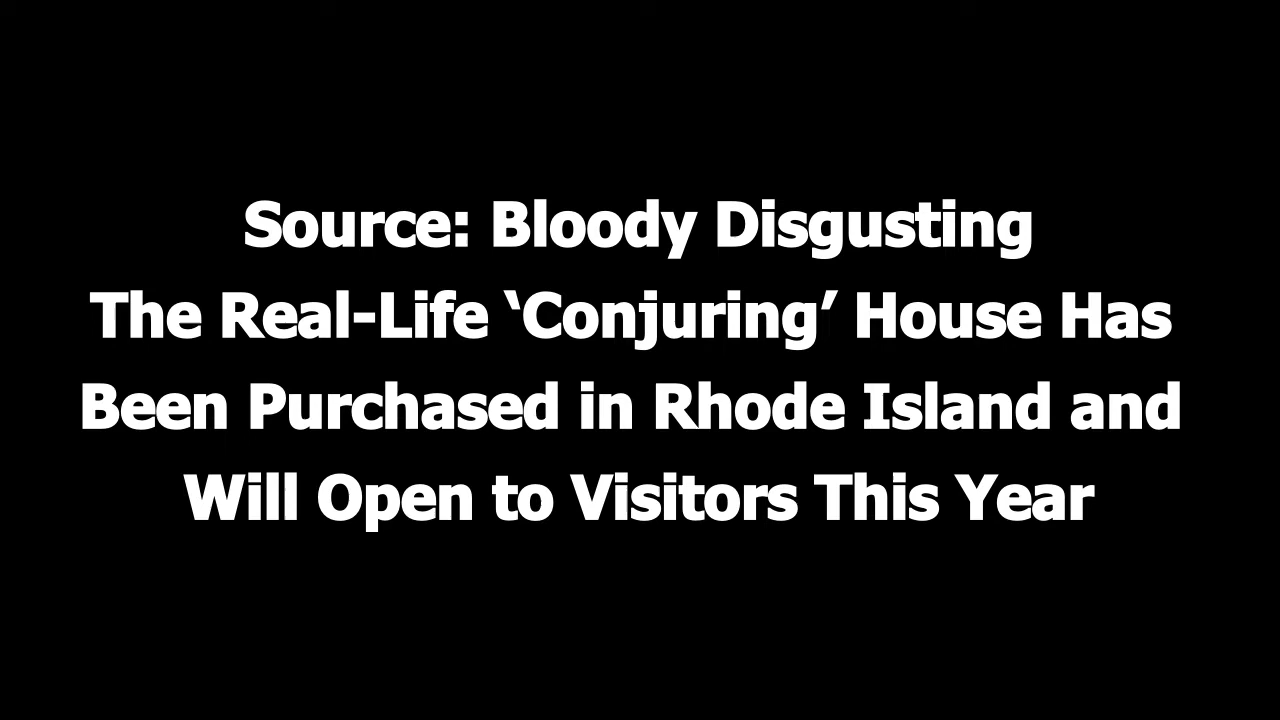 Source: Bloody Disgusting
The Real-Life ‘Conjuring’ House Has
Been Purchased in Rhode Island and
Will Open to Visitors This Year